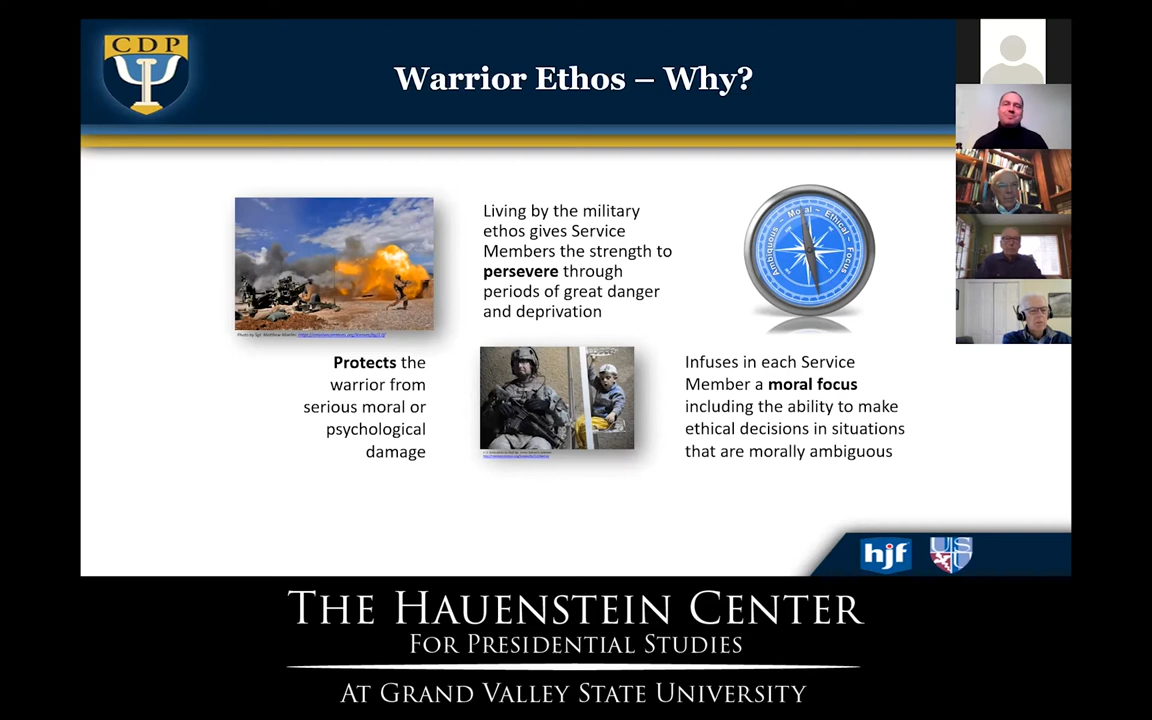 CDP
Warrior Ethos – Why?
Living by the military
ethos gives Service
Members the strength to
persevere through
periods of great danger
and deprivation
Ambiguous ~ Moral ~ Ethical ~ Focus
Protects the
warrior from
serious moral or
psychological
damage
Infuses in each Service
Member a moral focus
including the ability to make
ethical decisions in situations
that are morally ambiguous
hjf
USU
The Hauenstein Center
For Presidential Studies
At Grand Valley State University